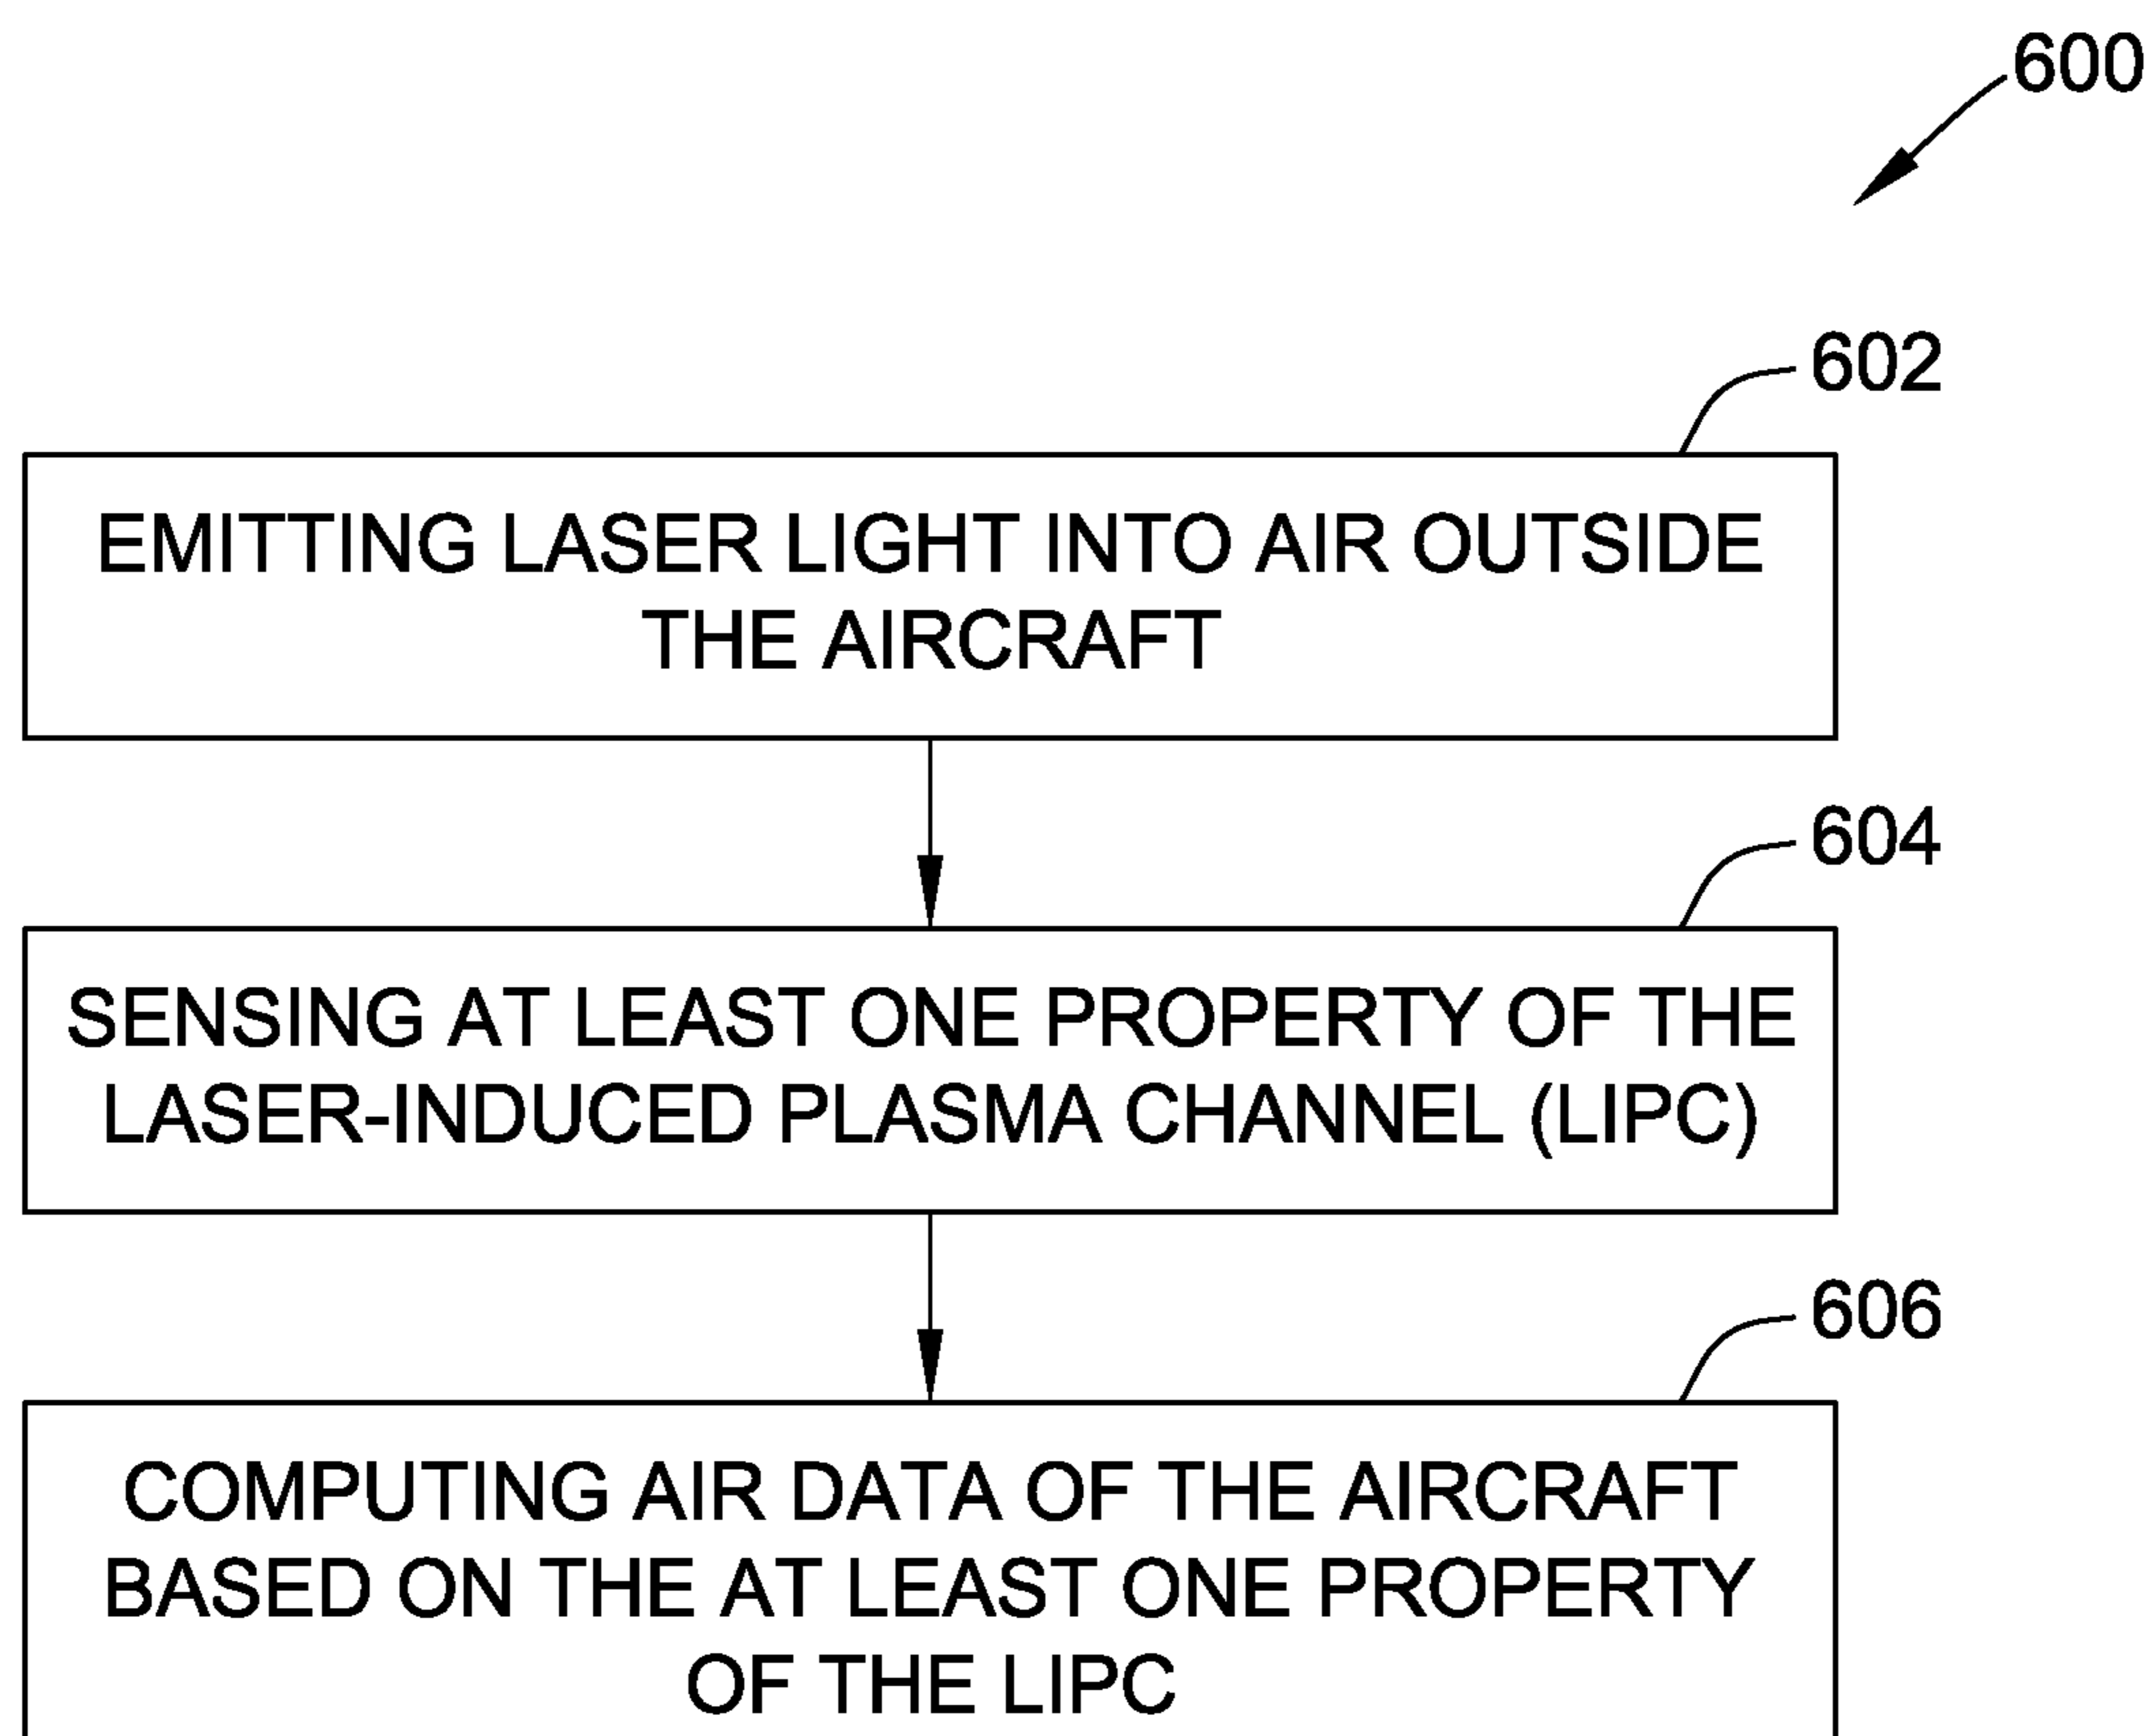 600
602
EMITTING LASER LIGHT INTO AIR OUTSIDE
THE AIRCRAFT
604
SENSING AT LEAST ONE PROPERTY OF THE
LASER-INDUCED PLASMA CHANNEL (LIPC)
606
COMPUTING AIR DATA OF THE AIRCRAFT
BASED ON THE AT LEAST ONE PROPERTY
OF THE LIPC